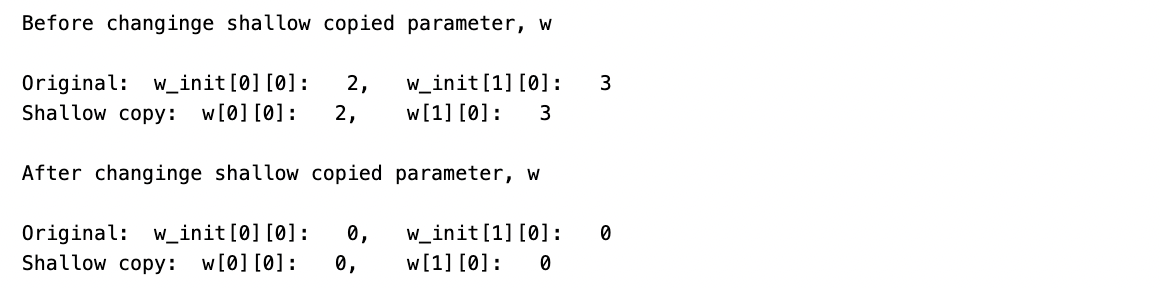 Before changinge shallow copied parameter, w
Original:  w_init[0][0]:   2,   w_init[1][0]:   3
Shallow copy:  w[0][0]:   2,    w[1][0]:   3
After changinge shallow copied parameter, w
Original:  w_init[0][0]:   0,   w_init[1][0]:   0
Shallow copy:  w[0][0]:   0,    w[1][0]:   0